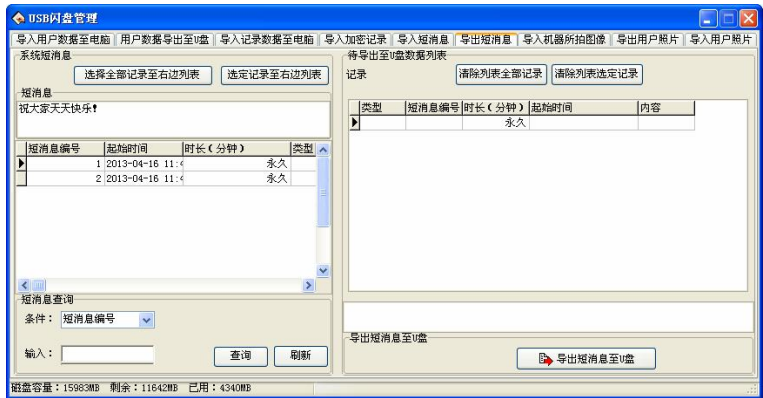 USB闪盘管理
导入用户数据至电脑 用户数据导出至U盘 导入记录数据至电脑 导入加密记录 导入短消息 导出短消息 导入机器所拍图像 导出用户照片 导入用户照片
系统短消息
选择全部记录至右边列表 选定记录至右边列表
短消息
祝大家天天快乐!
短消息编号 起始时间 时长(分钟) 类型
1 2013-04-16 11:4 永久
2 2013-04-16 11:4 永久
短消息查询
条件: 短消息编号
输入: 查询 刷新
待导出至U盘数据列表
记录 清除列表全部记录 清除列表选定记录
类型 短消息编号 时长(分钟) 起始时间 内容
永久
导出短消息至U盘
导出短消息至U盘
磁盘容量:15983MB 剩余:11642MB 已用:4340MB